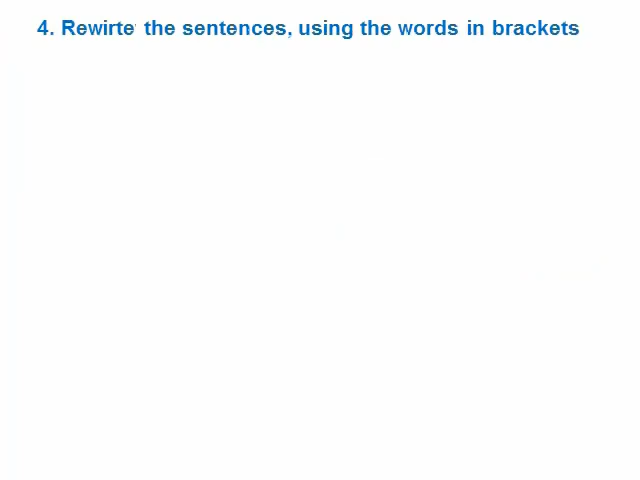 4. Rewirte the sentences, using the words in brackets